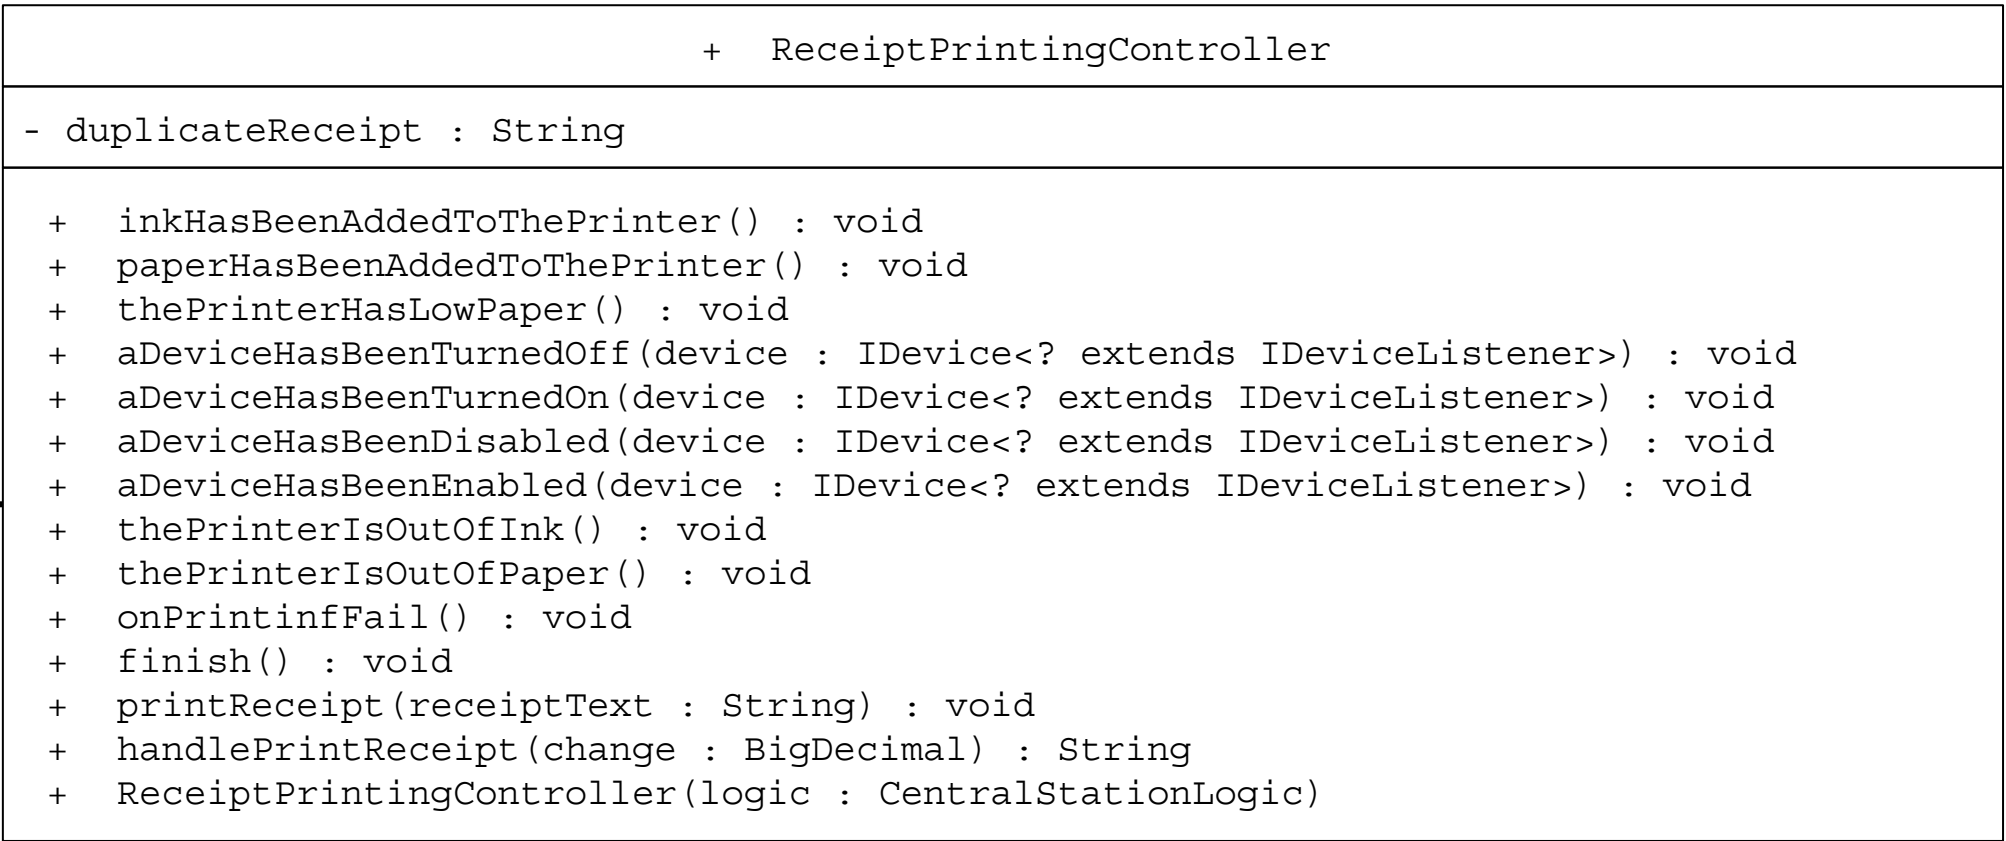 + ReceiptPrintingController
- duplicateReceipt : String
+ inkHasBeenAddedToThePrinter() : void
+ paperHasBeenAddedToThePrinter() : void
+ thePrinterHasLowPaper() : void
+ aDeviceHasBeenTurnedOff(device : IDevice<? extends IDeviceListener>) : void
+ aDeviceHasBeenTurnedOn(device : IDevice<? extends IDeviceListener>) : void
+ aDeviceHasBeenDisabled(device : IDevice<? extends IDeviceListener>) : void
+ aDeviceHasBeenEnabled(device : IDevice<? extends IDeviceListener>) : void
+ thePrinterIsOutOfInk() : void
+ thePrinterIsOutOfPaper() : void
+ onPrintinfFail() : void
+ finish() : void
+ printReceipt(receiptText : String) : void
+ handlePrintReceipt(change : BigDecimal) : String
+ ReceiptPrintingController(logic : CentralStationLogic)